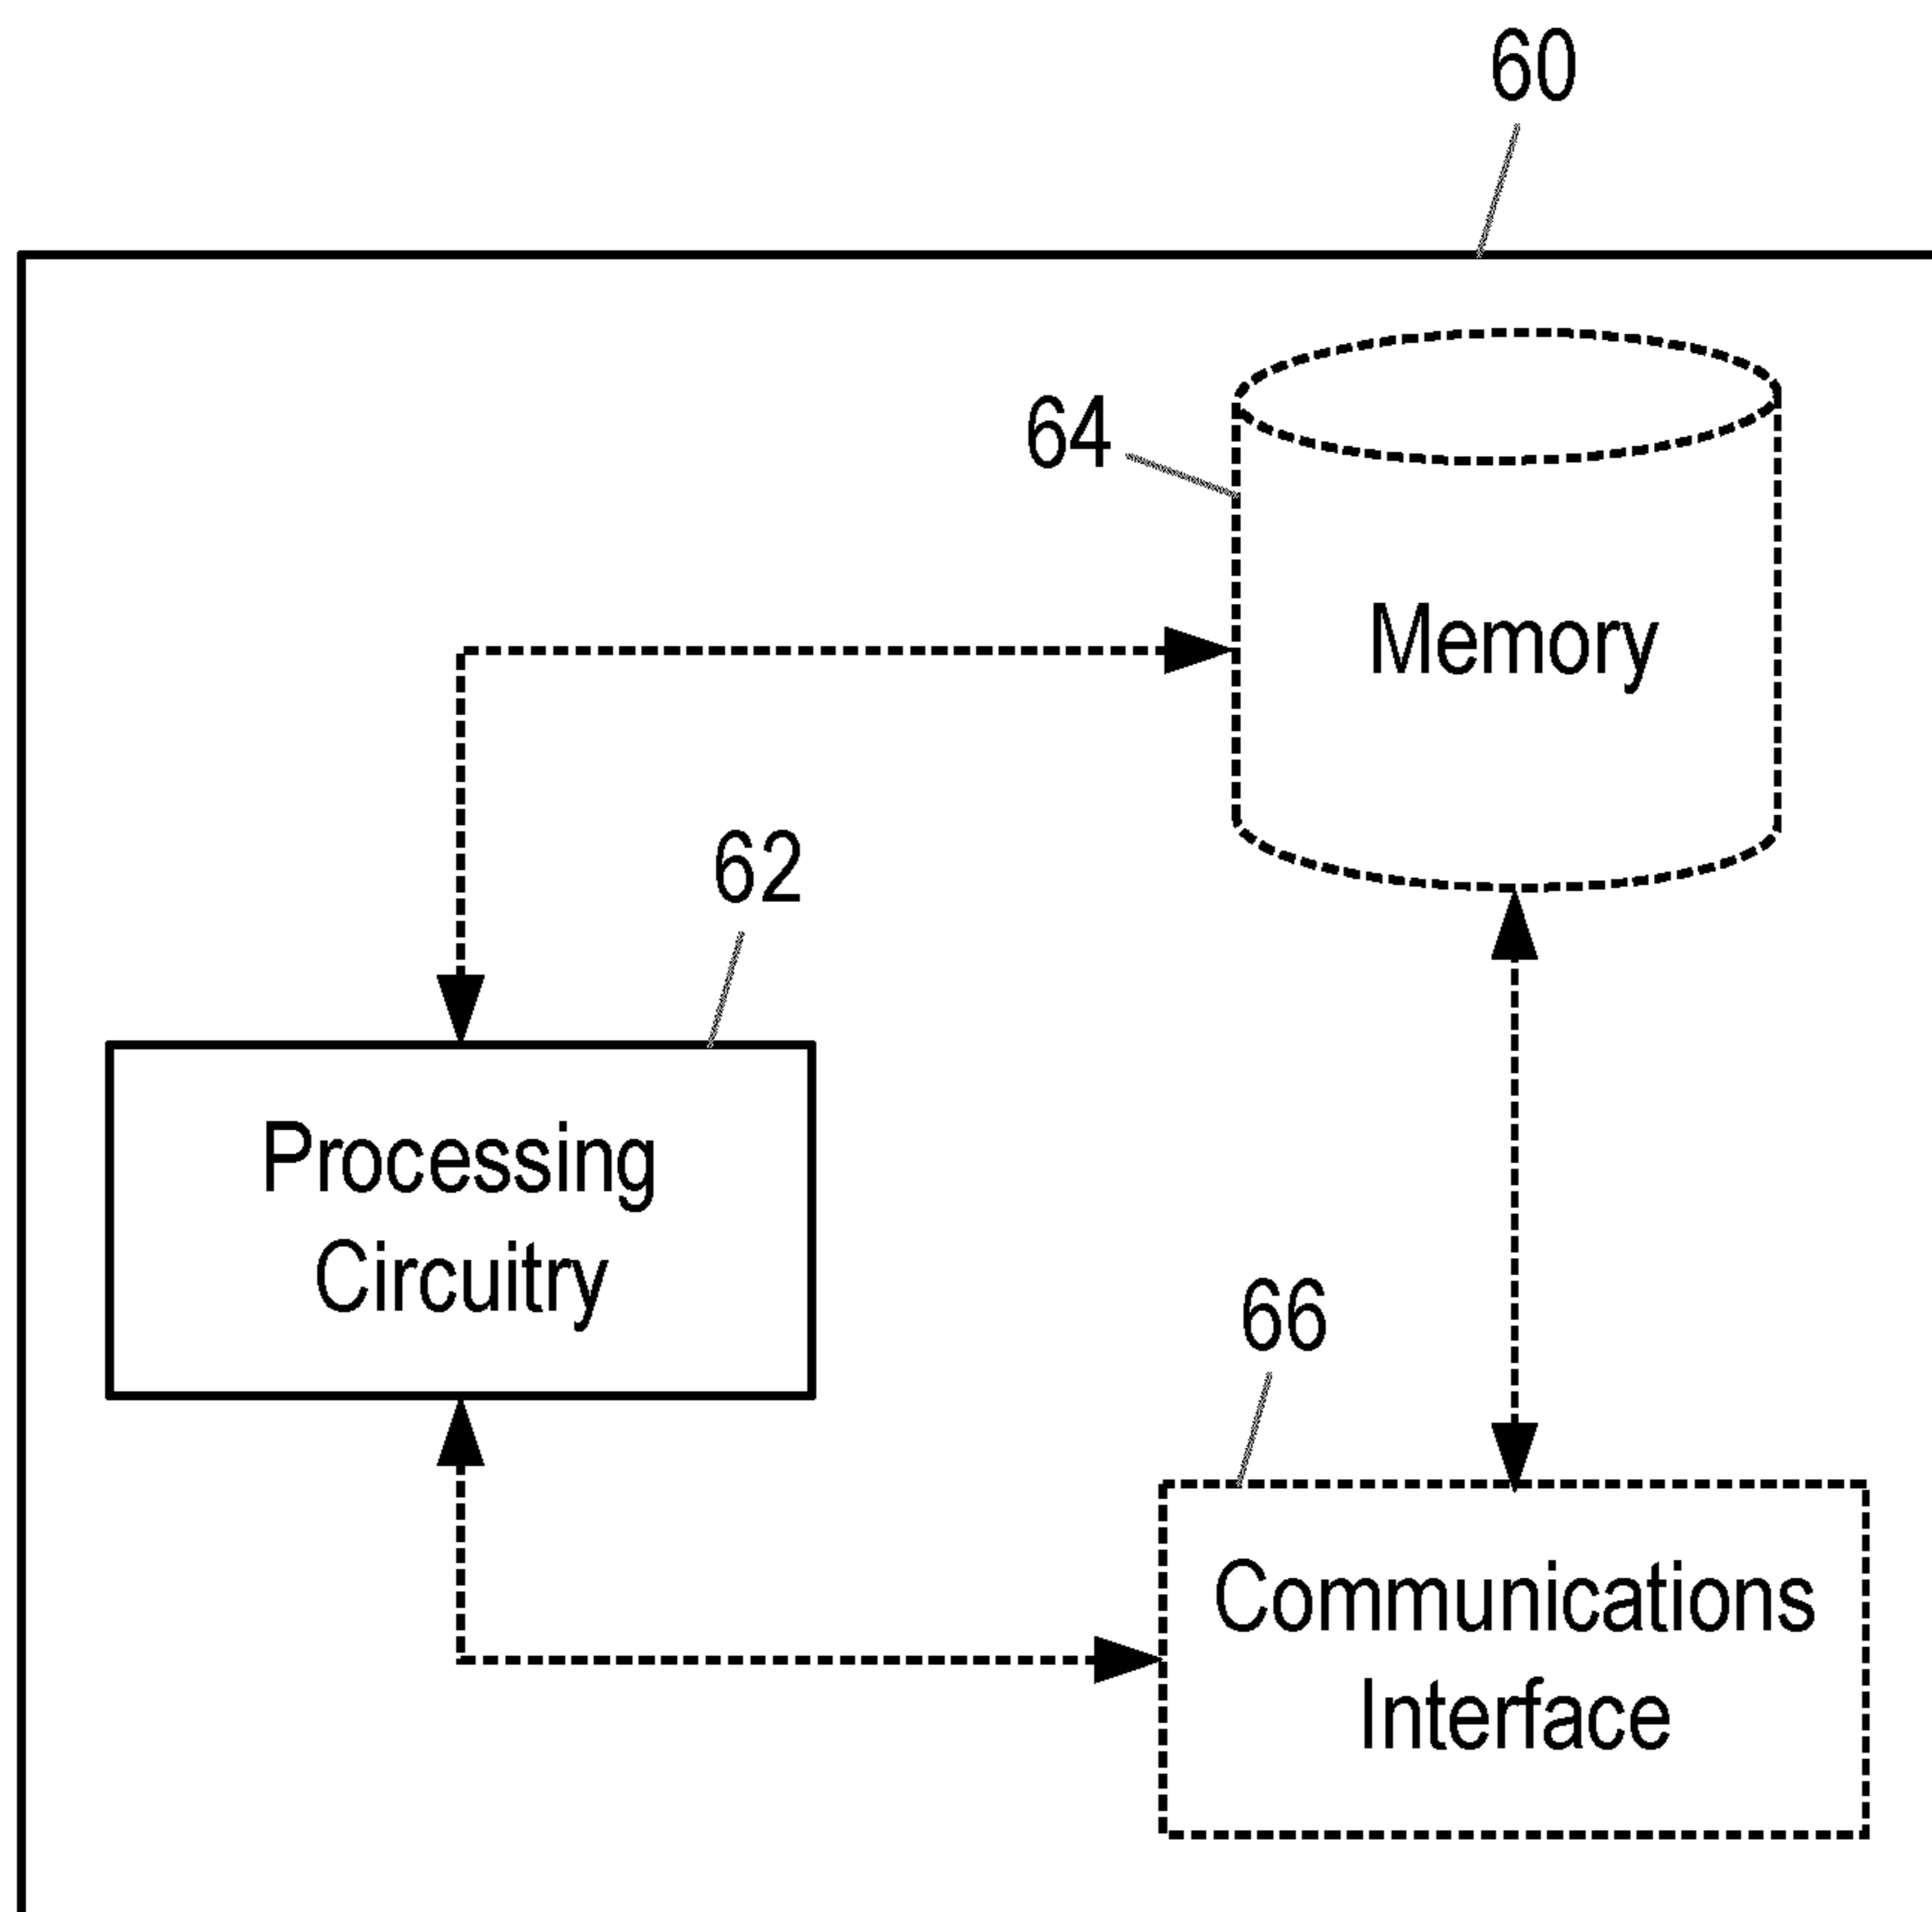 60
64
Memory
62
Processing
Circuitry
66
Communications
Interface